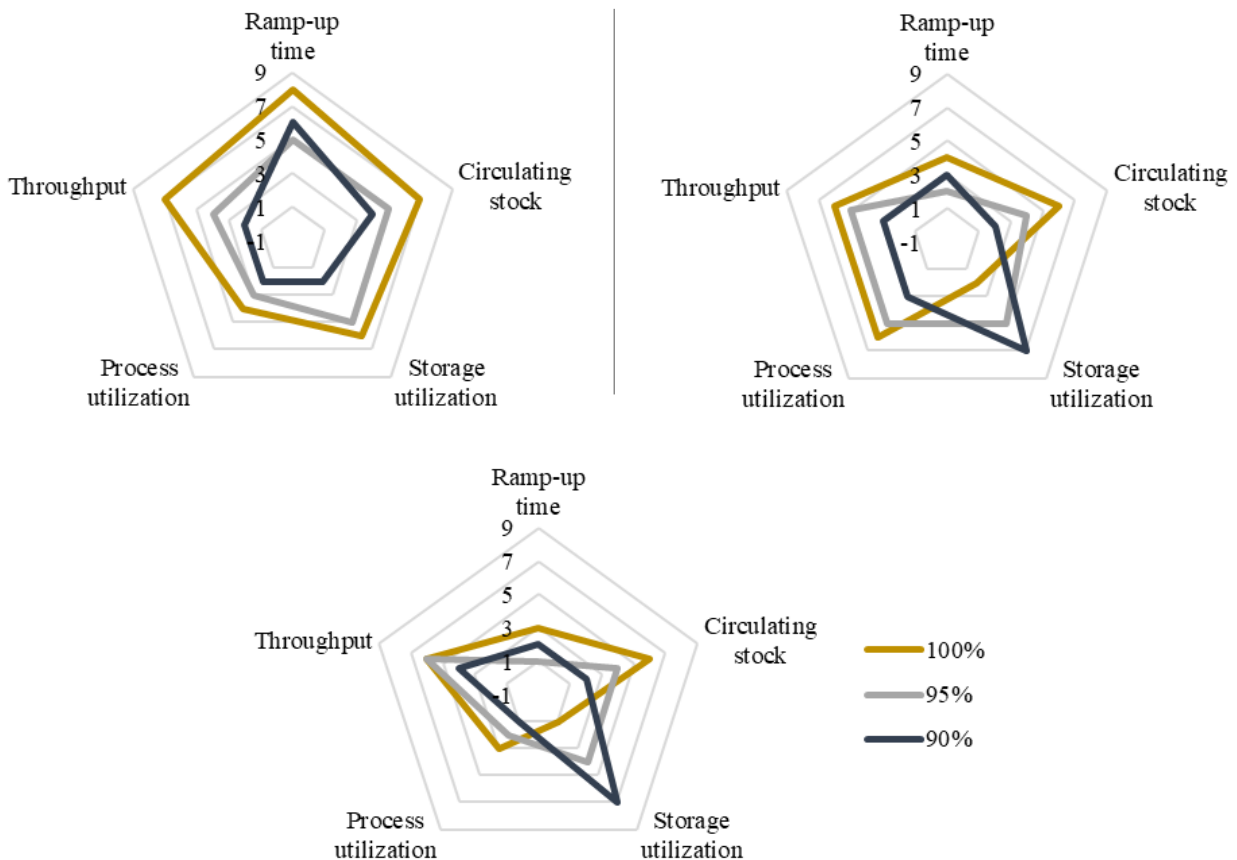 Ramp-up
time
9
7
5
3
1
-1
Circulating
stock
Storage
utilization
Process
utilization
Throughput
Ramp-up
time
9
7
5
3
1
-1
Circulating
stock
Storage
utilization
Process
utilization
Throughput
Ramp-up
time
9
7
5
3
1
-1
Circulating
stock
Storage
utilization
Process
utilization
Throughput
100%
95%
90%